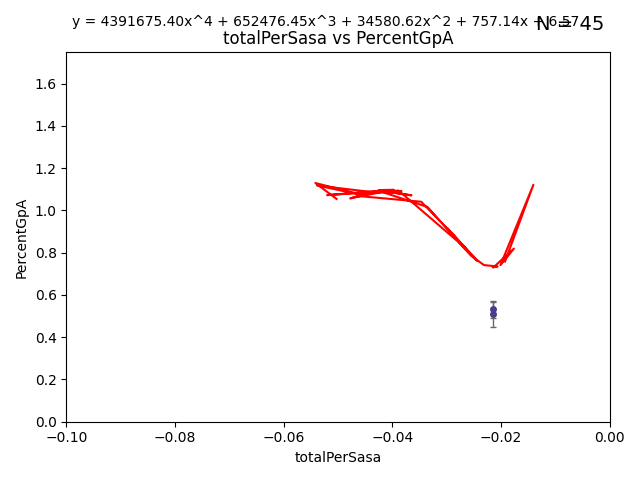 y = 4391675.40x^4 + 652476.45x^3 + 34580.62x^2 + 757.14x + 6.57
N = 45
totalPerSasa vs PercentGpA
1.6
1.4
1.2
1.0
0.8
0.6
0.4
0.2
0.0
PercentGpA
−0.10 −0.08 −0.06 −0.04 −0.02 0.00
totalPerSasa